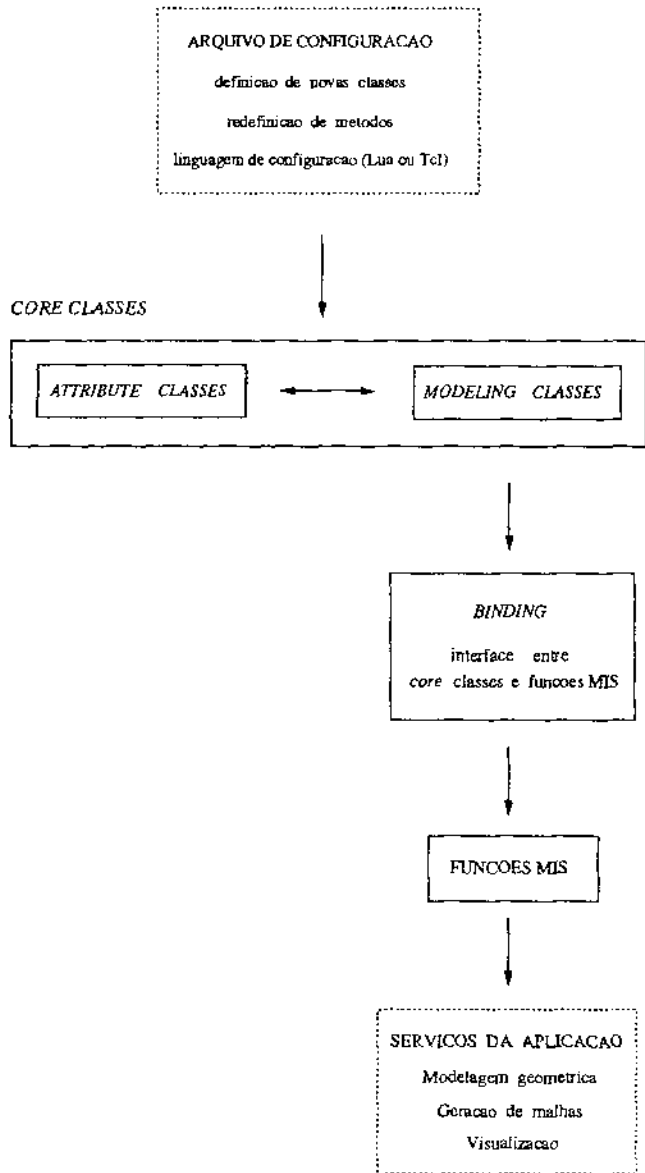 ARQUIVO DE CONFIGURACAO
definicao de novas classes
redefinicao de metodos
linguagem de configuracao (Lua ou Tcl)
CORE CLASSES
ATTRIBUTE CLASSES
MODELING CLASSES
BINDING
interface entre
core classes e funcoes MIS
FUNCOES MIS
SERVICOS DA APLICACAO
Modelagem geometrica
Geracao de malhas
Visualizacao